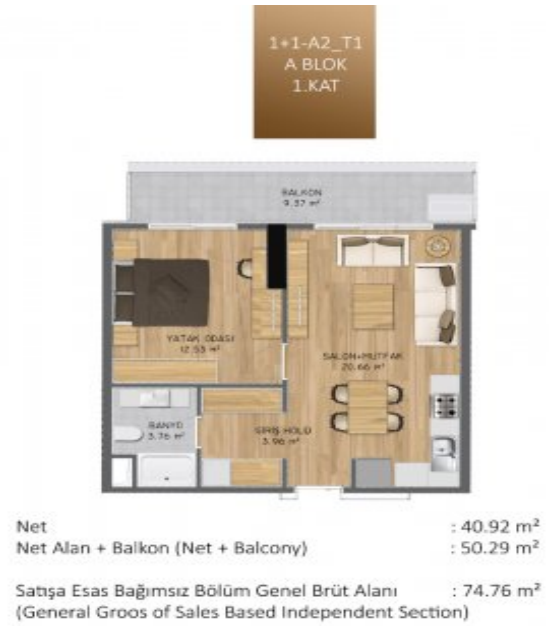 1+1-A2_T1
A BLOK
1.KAT
BALKON
9.37 m²
YATAK ODASI
12.53 m²
SALON+MUTFAK
20.66 m²
BANYO
3.76 m²
GİRİŞ HOLÜ
3.96 m²
Net : 40.92 m²
Net Alan + Balkon (Net + Balcony) : 50.29 m²
Satışa Esas Bağımsız Bölüm Genel Brüt Alanı : 74.76 m²
(General Groos of Sales Based Independent Section)